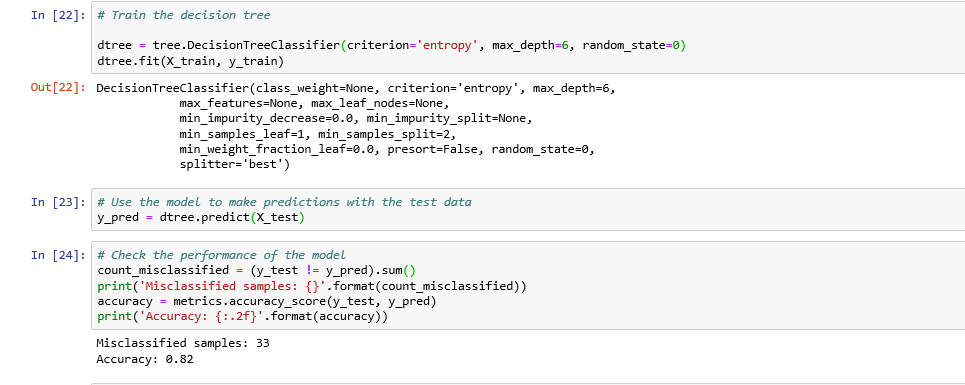 In [22]: # Train the decision tree
dtree = tree.DecisionTreeClassifier(criterion='entropy', max_depth=6, random_state=0)
dtree.fit(X_train, y_train)
Out[22]: DecisionTreeClassifier(class_weight=None, criterion='entropy', max_depth=6,
max_features=None, max_leaf_nodes=None,
min_impurity_decrease=0.0, min_impurity_split=None,
min_samples_leaf=1, min_samples_split=2,
min_weight_fraction_leaf=0.0, presort=False, random_state=0,
splitter='best')
In [23]: # Use the model to make predictions with the test data
y_pred = dtree.predict(X_test)
In [24]: # Check the performance of the model
count_misclassified = (y_test != y_pred).sum()
print('Misclassified samples: {}'.format(count_misclassified))
accuracy = metrics.accuracy_score(y_test, y_pred)
print('Accuracy: {:.2f}'.format(accuracy))
Misclassified samples: 33
Accuracy: 0.82